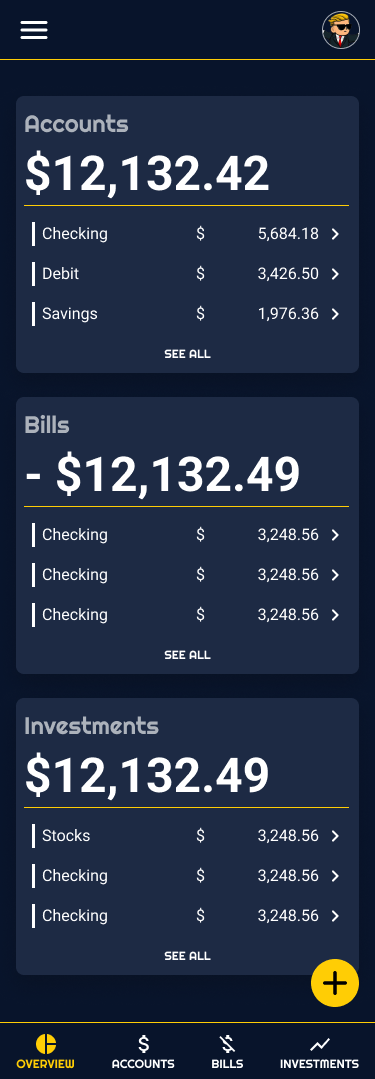 Accounts
$12,132.42
Checking $ 5,684.18
Debit $ 3,426.50
Savings $ 1,976.36
SEE ALL
Bills
- $12,132.49
Checking $ 3,248.56
Checking $ 3,248.56
Checking $ 3,248.56
SEE ALL
Investments
$12,132.49
Stocks $ 3,248.56
Checking $ 3,248.56
Checking $ 3,248.56
SEE ALL
OVERVIEW ACCOUNTS BILLS INVESTMENTS